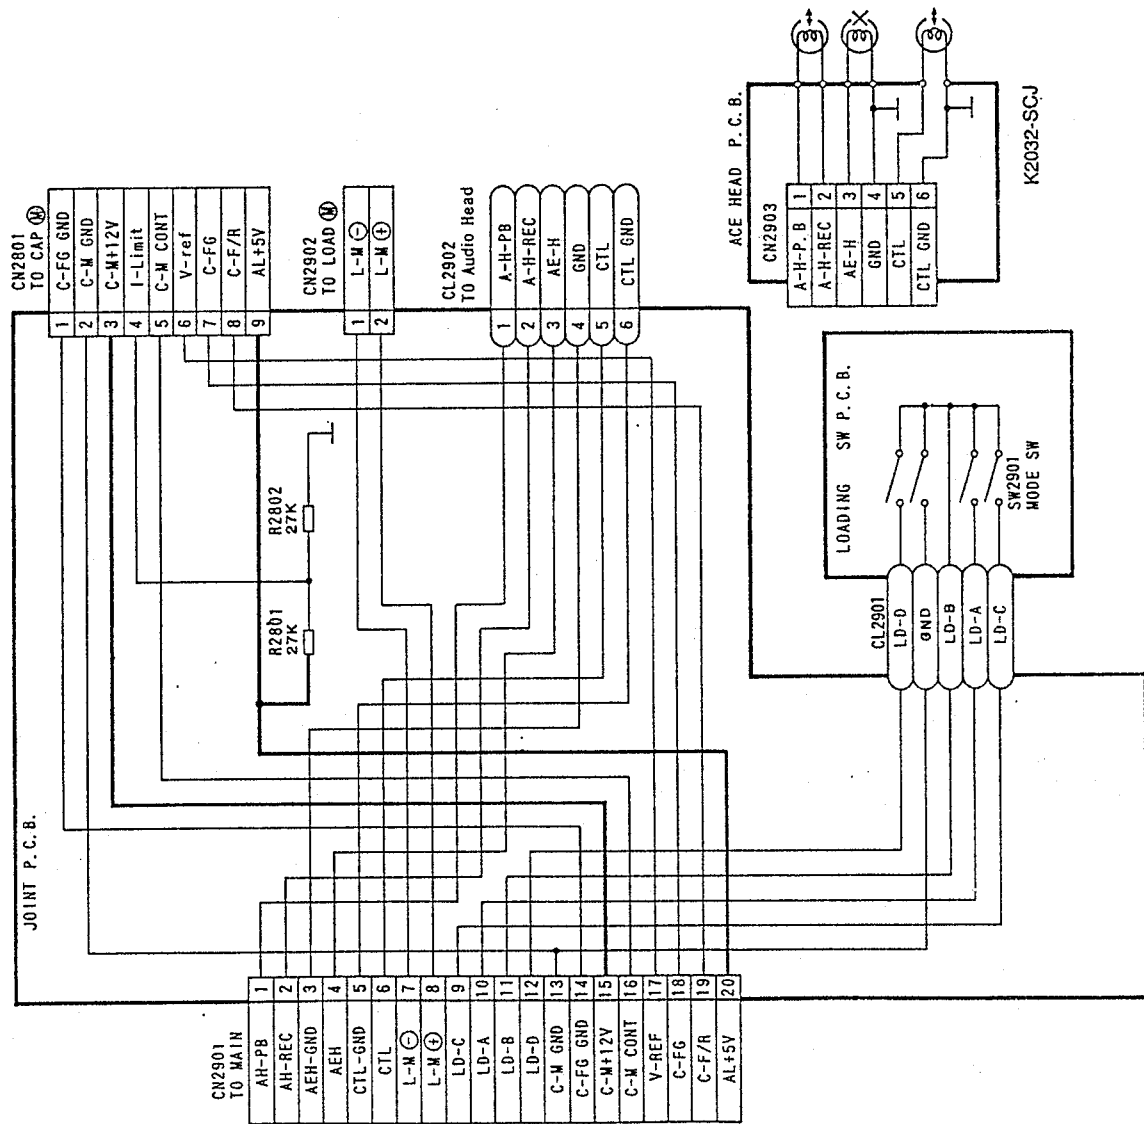 JOINT P.C.B.
CN2801
TO CAP Ⓜ
1 C-FG GND
2 C-M GND
3 C-M+12V
4 I-Limit
5 C-M CONT
6 V-ref
7 C-FG
8 C-F/R
9 AL+5V
CN2902
TO LOAD Ⓜ
1 L-M ⊖
2 L-M ⊕
CL2902
TO Audio Head
1 A-H-PB
2 A-H-REC
3 AE-H
4 GND
5 CTL
6 CTL GND
R2801
27K
R2802
27K
ACE HEAD P.C.B.
CN2903
A-H-P.B 1
A-H-REC 2
AE-H 3
GND 4
CTL 5
CTL GND 6
K2032-SCJ
LOADING SW P.C.B.
SW2901
MODE SW
CL2901
LD-D
GND
LD-B
LD-A
LD-C
CN2901
TO MAIN
AH-PB 1
AH-REC 2
AEH-GND 3
AEH 4
CTL-GND 5
CTL 6
L-M ⊖ 7
L-M ⊕ 8
LD-C 9
LD-A 10
LD-B 11
LD-D 12
C-M GND 13
C-FG GND 14
C-M+12V 15
C-M CONT 16
V-REF 17
C-FG 18
C-F/R 19
AL+5V 20